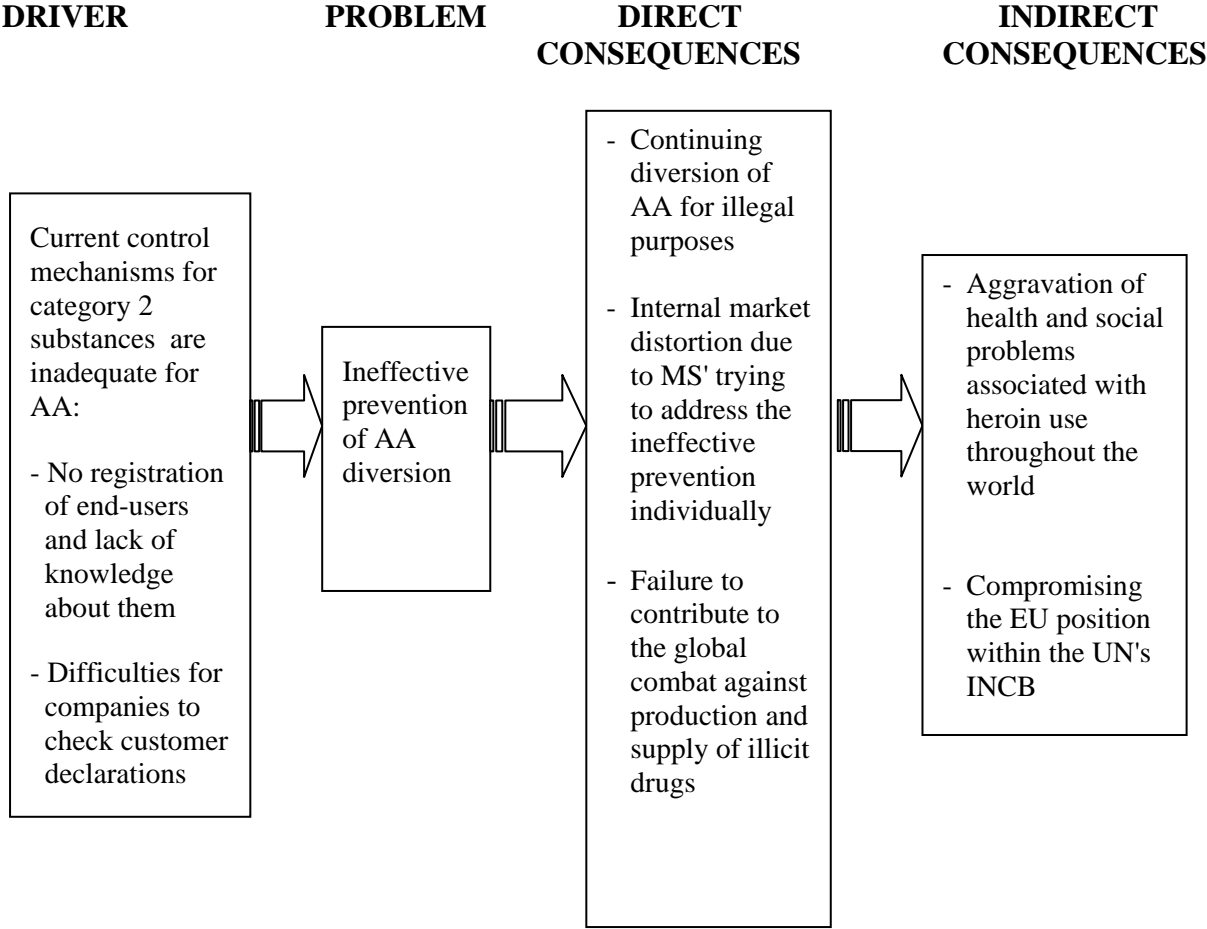 DRIVER
PROBLEM
DIRECT
CONSEQUENCES
INDIRECT
CONSEQUENCES
Current control
mechanisms for
category 2
substances are
inadequate for
AA:
- No registration
of end-users
and lack of
knowledge
about them
- Difficulties for
companies to
check customer
declarations
Ineffective
prevention
of AA
diversion
- Continuing
diversion of
AA for illegal
purposes
- Internal market
distortion due
to MS' trying
to address the
ineffective
prevention
individually
- Failure to
contribute to
the global
combat against
production and
supply of illicit
drugs
- Aggravation of
health and social
problems
associated with
heroin use
throughout the
world
- Compromising
the EU position
within the UN's
INCB